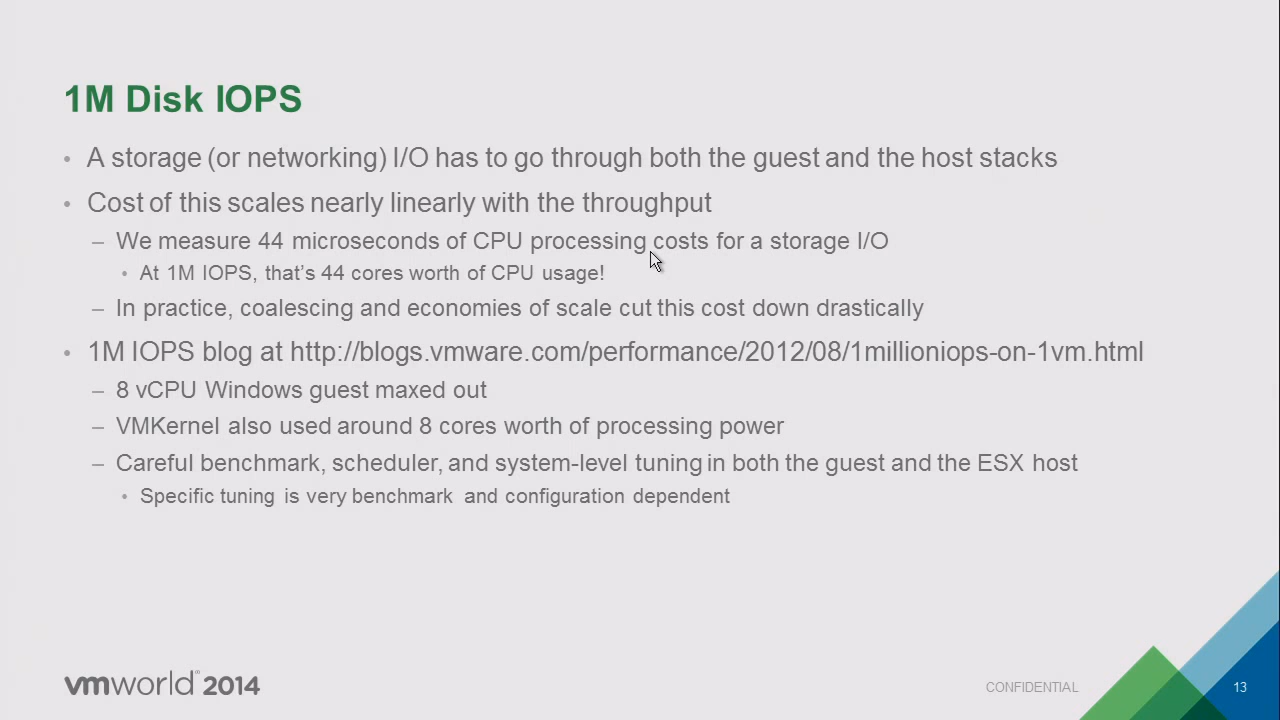 1M Disk IOPS
• A storage (or networking) I/O has to go through both the guest and the host stacks
• Cost of this scales nearly linearly with the throughput
– We measure 44 microseconds of CPU processing costs for a storage I/O
• At 1M IOPS, that's 44 cores worth of CPU usage!
– In practice, coalescing and economies of scale cut this cost down drastically
• 1M IOPS blog at http://blogs.vmware.com/performance/2012/08/1millioniops-on-1vm.html
– 8 vCPU Windows guest maxed out
– VMKernel also used around 8 cores worth of processing power
– Careful benchmark, scheduler, and system-level tuning in both the guest and the ESX host
• Specific tuning is very benchmark and configuration dependent
vmworld 2014
CONFIDENTIAL
13